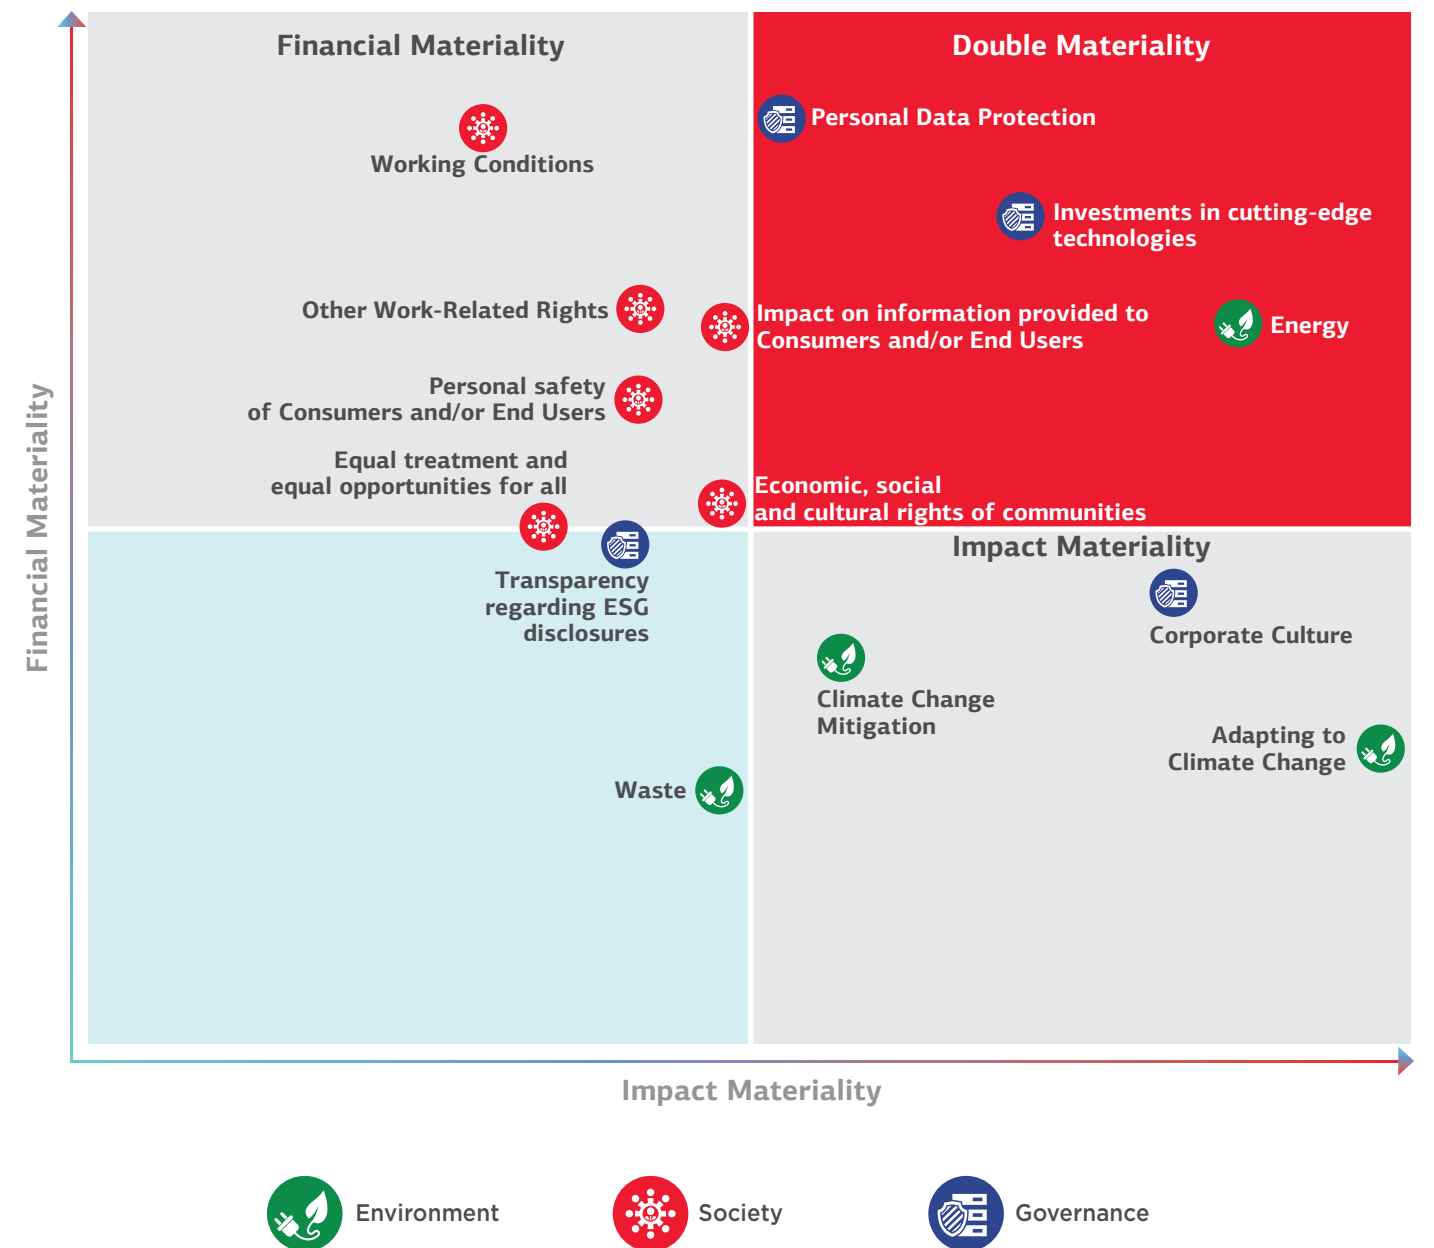 Financial Materiality
Double Materiality
Personal Data Protection
Working Conditions
Investments in cutting-edge
technologies
Other Work-Related Rights
Impact on information provided to
Consumers and/or End Users
Energy
Personal safety
of Consumers and/or End Users
Equal treatment and
equal opportunities for all
Economic, social
and cultural rights of communities
Impact Materiality
Transparency
regarding ESG
disclosures
Corporate Culture
Climate Change
Mitigation
Adapting to
Climate Change
Waste
Financial Materiality
Impact Materiality
Environment
Society
Governance